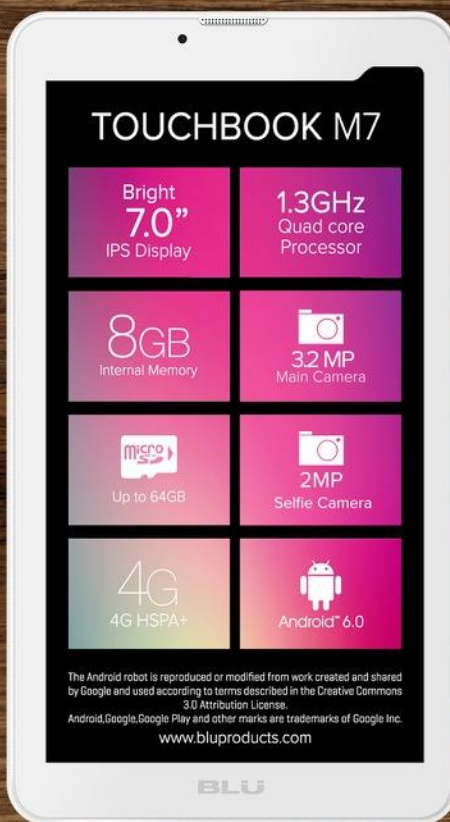 TOUCHBOOK M7
Bright
7.0”
IPS Display
1.3GHz
Quad core
Processor
8GB
Internal Memory
3.2 MP
Main Camera
micro
SD
Up to 64GB
2MP
Selfie Camera
4G
4G HSPA+
Android™ 6.0
The Android robot is reproduced or modified from work created and shared
by Google and used according to terms described in the Creative Commons
3.0 Attribution License.
Android,Google,Google Play and other marks are trademarks of Google Inc.
www.bluproducts.com
BLU